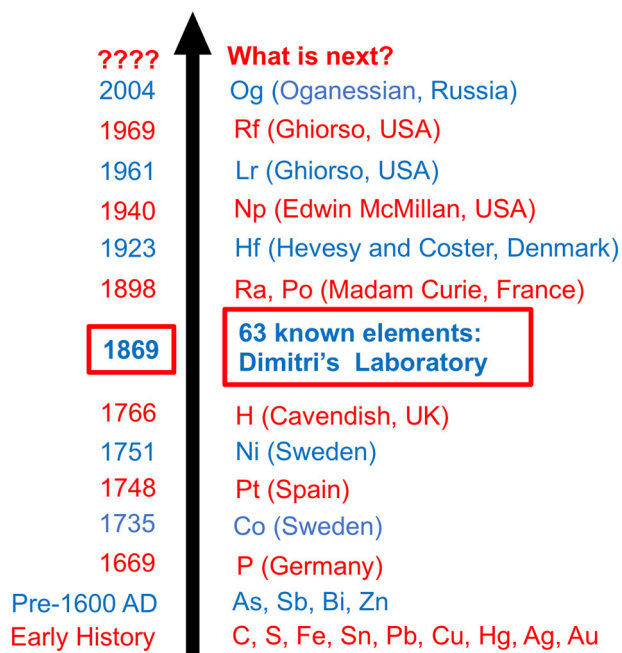 ???? What is next?
2004 Og (Oganessian, Russia)
1969 Rf (Ghiorso, USA)
1961 Lr (Ghiorso, USA)
1940 Np (Edwin McMillan, USA)
1923 Hf (Hevesy and Coster, Denmark)
1898 Ra, Po (Madam Curie, France)
1869 63 known elements:
Dimitri's Laboratory
1766 H (Cavendish, UK)
1751 Ni (Sweden)
1748 Pt (Spain)
1735 Co (Sweden)
1669 P (Germany)
Pre-1600 AD As, Sb, Bi, Zn
Early History C, S, Fe, Sn, Pb, Cu, Hg, Ag, Au